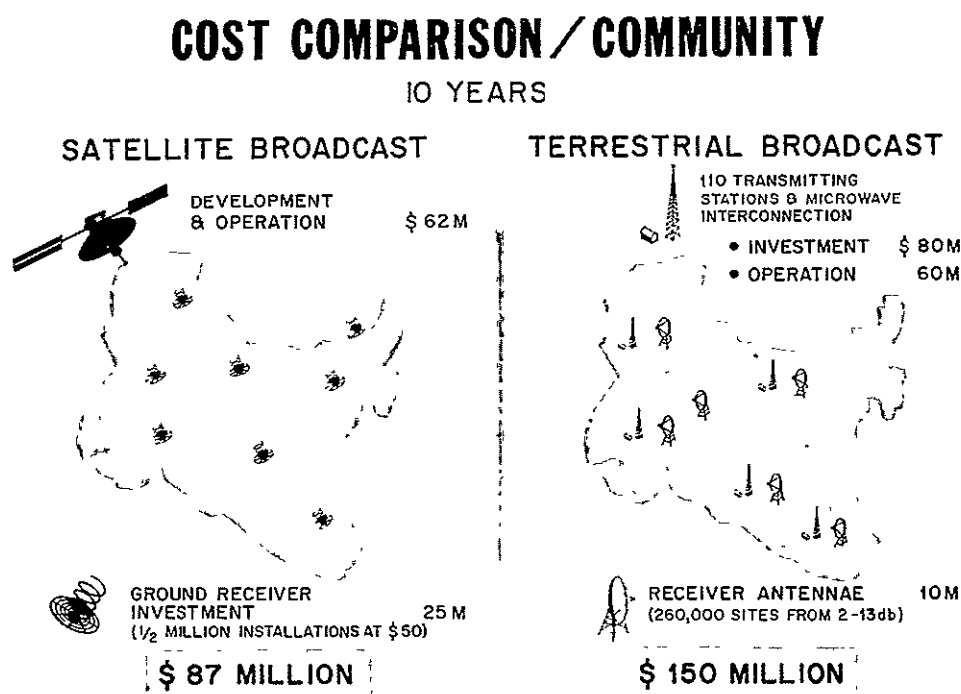 COST COMPARISON/COMMUNITY
10 YEARS
SATELLITE BROADCAST
DEVELOPMENT
& OPERATION $ 62M
GROUND RECEIVER
INVESTMENT 25 M
(1/2 MILLION INSTALLATIONS AT $50)
$ 87 MILLION
TERRESTRIAL BROADCAST
110 TRANSMITTING
STATIONS & MICROWAVE
INTERCONNECTION
• INVESTMENT $ 80M
• OPERATION 60M
RECEIVER ANTENNAE 10M
(260,000 SITES FROM 2-13db)
$ 150 MILLION